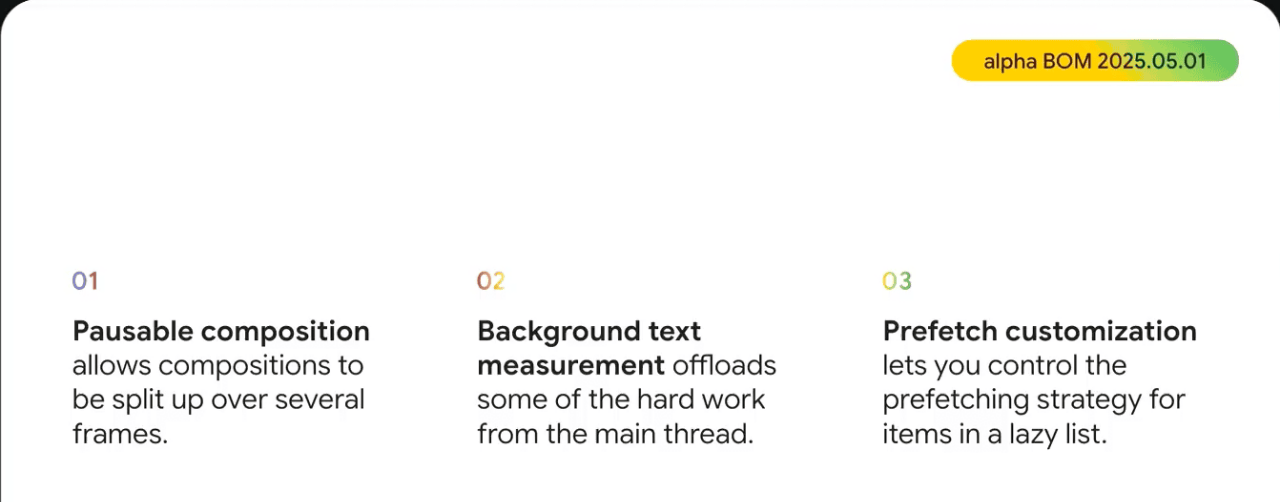 alpha BOM 2025.05.01
01
Pausable composition
allows compositions to
be split up over several
frames.
02
Background text
measurement offloads
some of the hard work
from the main thread.
03
Prefetch customization
lets you control the
prefetching strategy for
items in a lazy list.